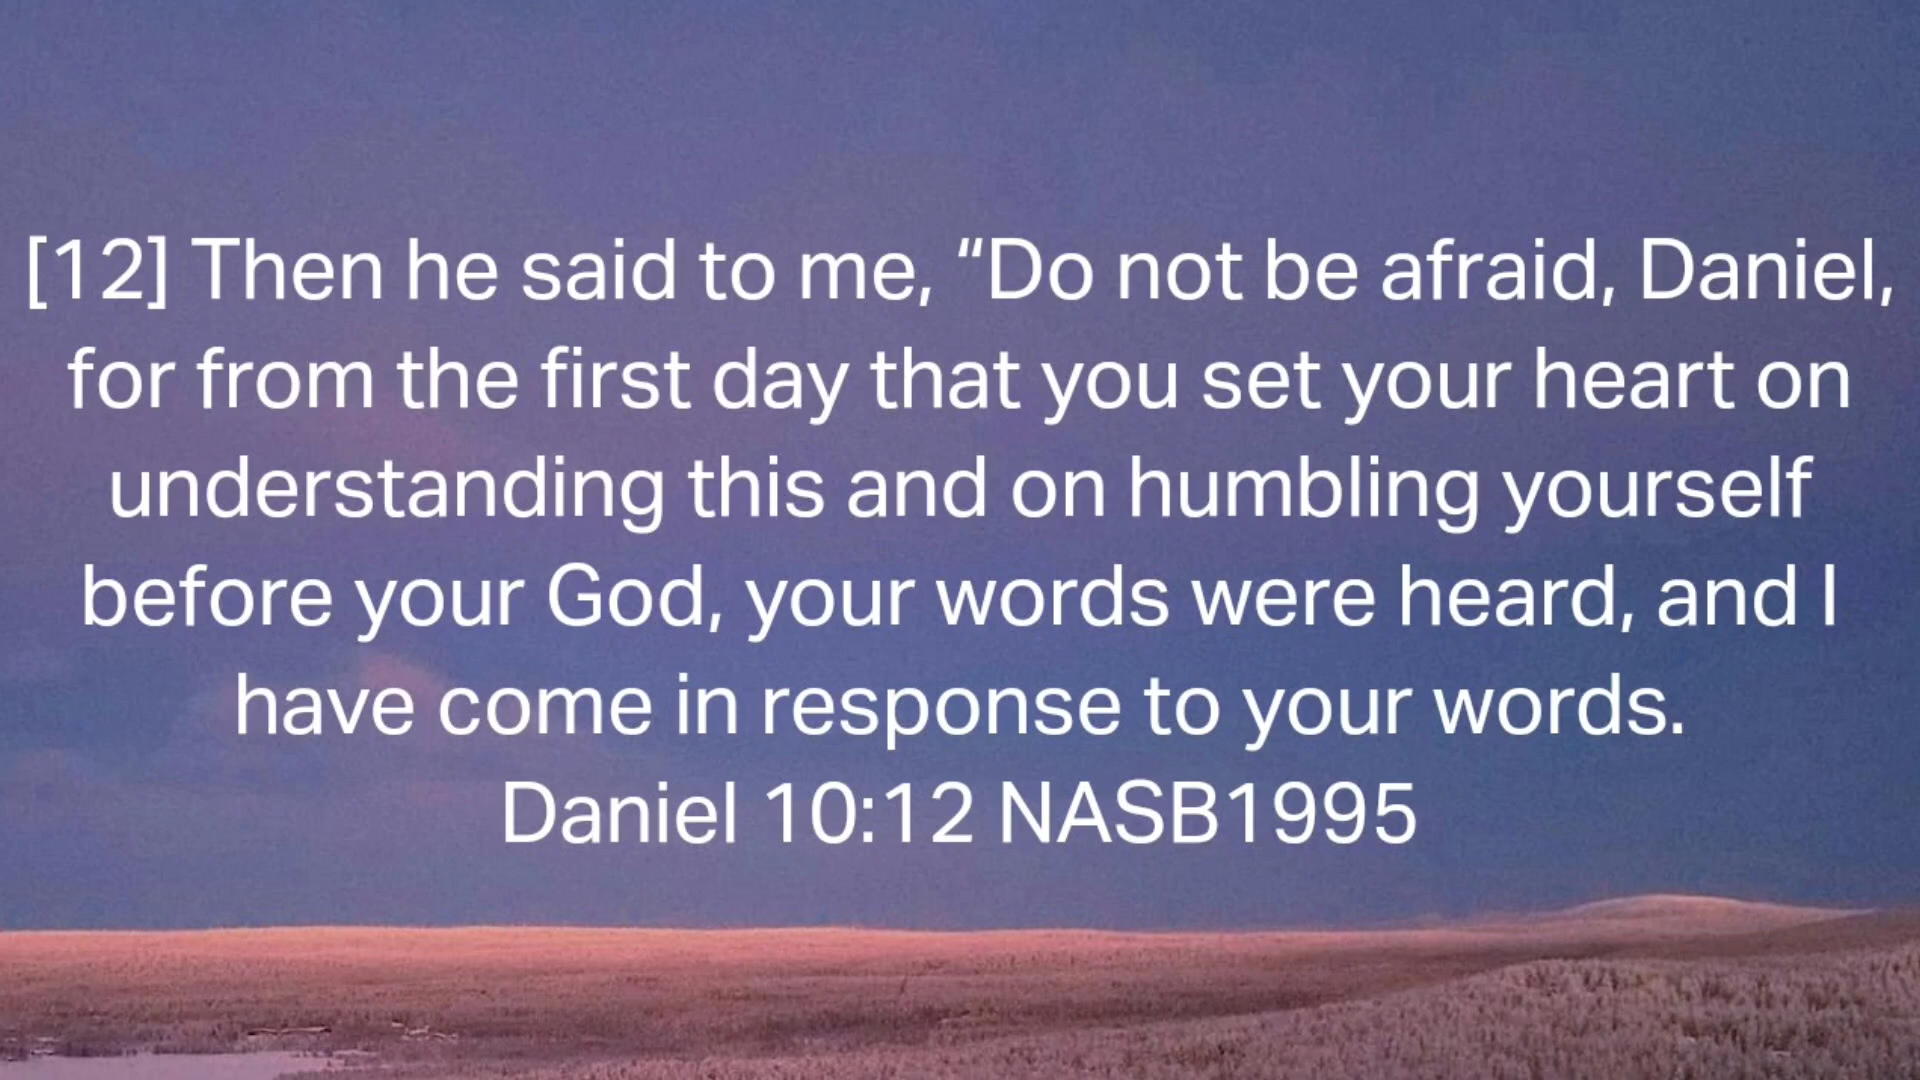 [12] Then he said to me, “Do not be afraid, Daniel,
for from the first day that you set your heart on
understanding this and on humbling yourself
before your God, your words were heard, and I
have come in response to your words.
Daniel 10:12 NASB1995